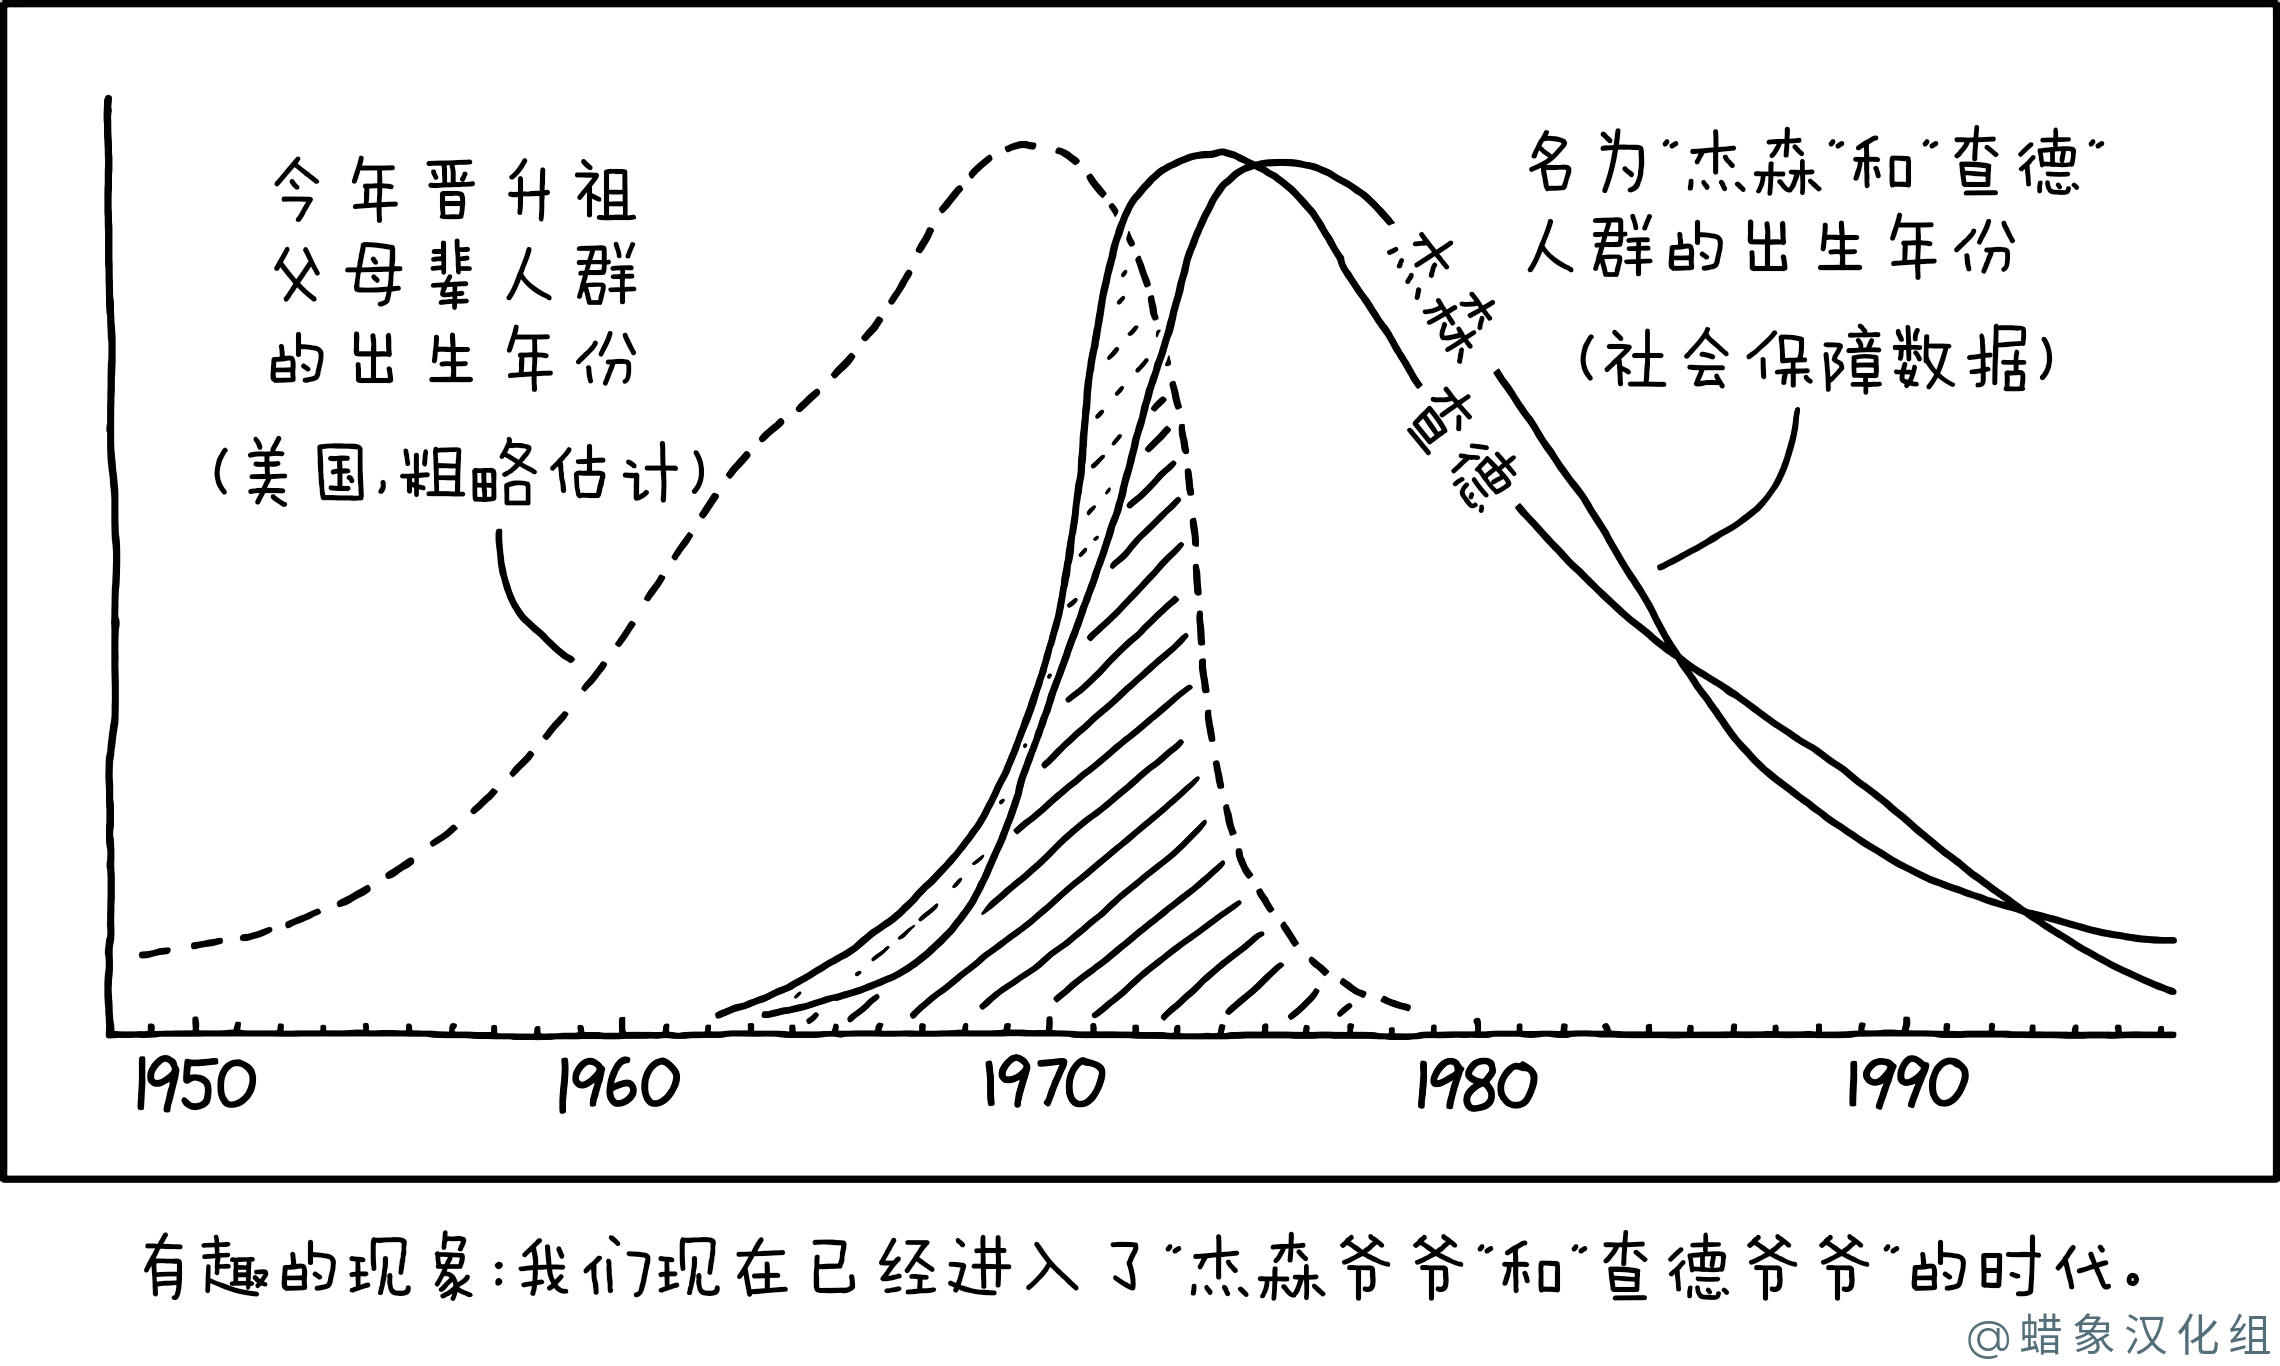 今年晋升祖
父母辈人群
的出生年份
(美国,粗略估计)
名为"杰森"和"查德"
人群的出生年份
(社会保障数据)
杰森
查德
1950 1960 1970 1980 1990
有趣的现象:我们现在已经进入了"杰森爷爷"和"查德爷爷"的时代.
@蜡象汉化组